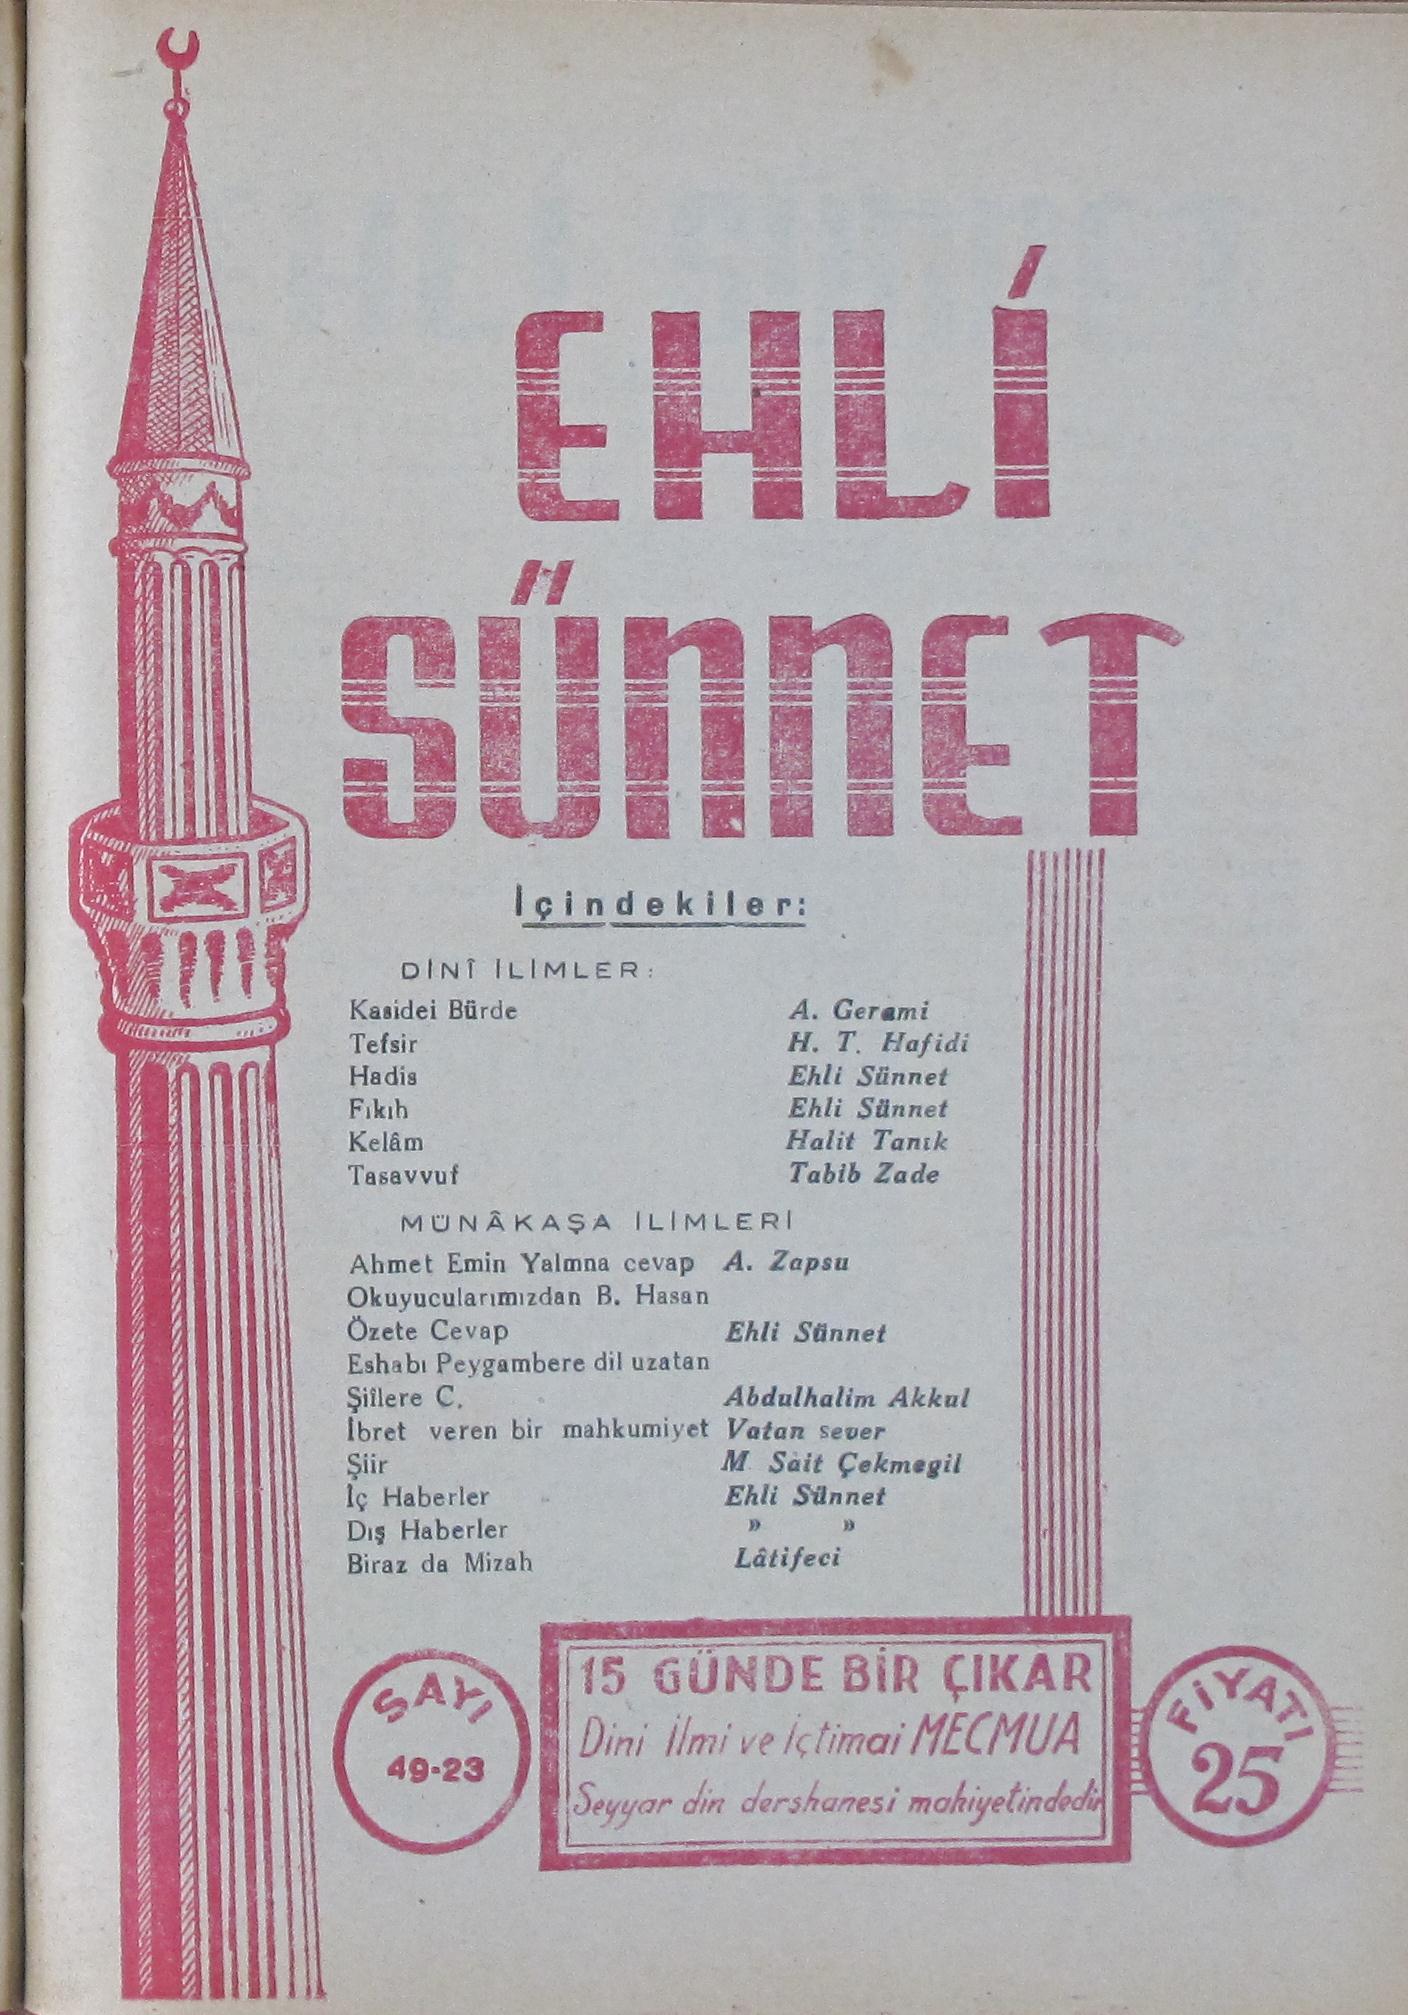 EHLİ
SÜNNET
İçindekiler:
DİNÎ İLİMLER:
Kasidei Bürde A. Gerami
Tefsir H. T. Hafidi
Hadis Ehli Sünnet
Fıkıh Ehli Sünnet
Kelâm Halit Tanık
Tasavvuf Tabib Zade
MÜNÂKAŞA İLİMLERİ
Ahmet Emin Yalmna cevap A. Zapsu
Okuyucularımızdan B. Hasan
Özete Cevap Ehli Sünnet
Eshabı Peygambere dil uzatan
Şiîlere C. Abdulhalim Akkul
İbret veren bir mahkumiyet Vatan sever
Şiir M Sait Çekmegil
İç Haberler Ehli Sünnet
Dış Haberler » »
Biraz da Mizah Lâtifeci
SAYI
49-23
15 GÜNDE BİR ÇIKAR
Dini İlmi ve İçtimai MECMUA
Seyyar din dershanesi mahiyetindedir
FİYATI
25